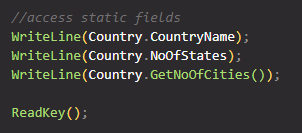 //access static fields
WriteLine(Country.CountryName);
WriteLine(Country.NoOfStates);
WriteLine(Country.GetNoOfCities());
ReadKey();